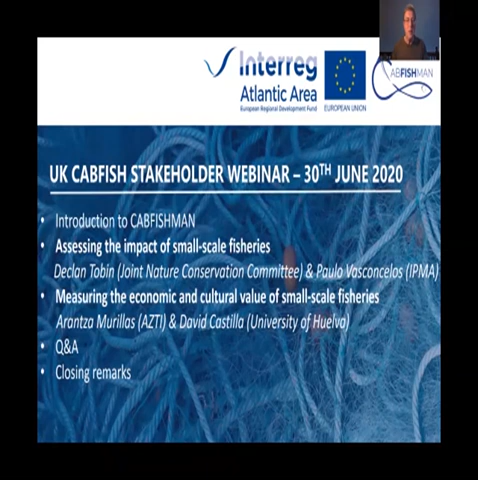 Interreg
Atlantic Area
European Regional Development Fund
EUROPEAN UNION
CABFISHMAN
UK CABFISH STAKEHOLDER WEBINAR – 30TH JUNE 2020
• Introduction to CABFISHMAN
• Assessing the impact of small-scale fisheries
Declan Tobin (Joint Nature Conservation Committee) & Paulo Vasconcelos (IPMA)
• Measuring the economic and cultural value of small-scale fisheries
Arantza Murillas (AZTI) & David Castilla (University of Huelva)
• Q&A
• Closing remarks